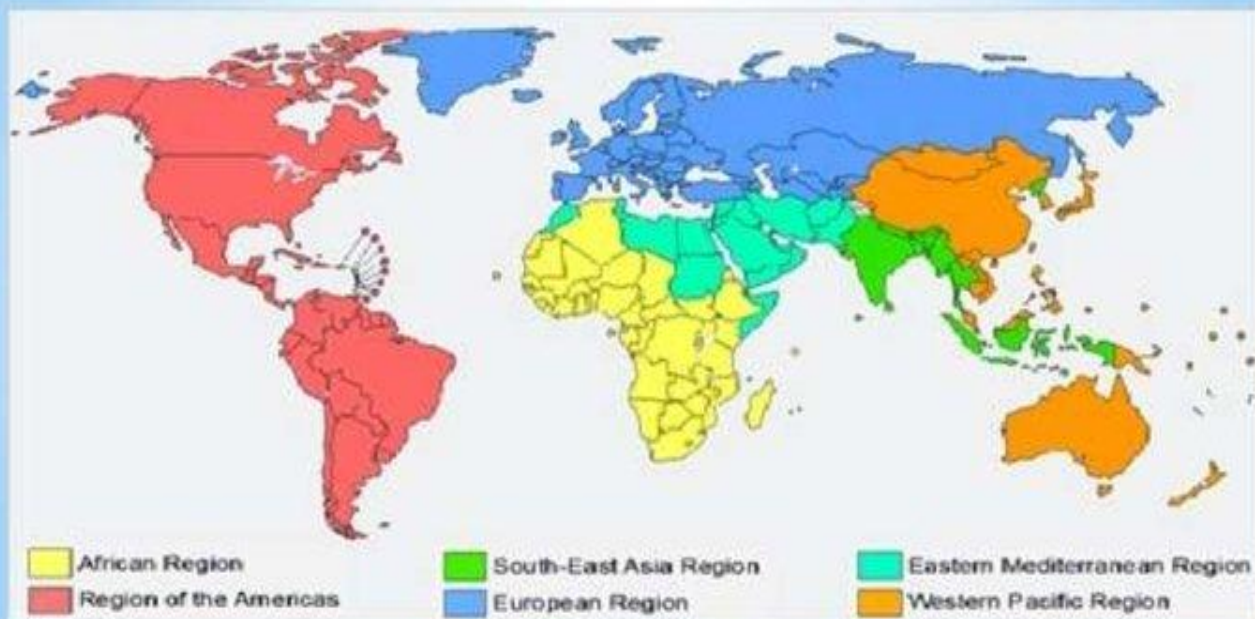 African Region
South-East Asia Region
Eastern Mediterranean Region
Region of the Americas
European Region
Western Pacific Region